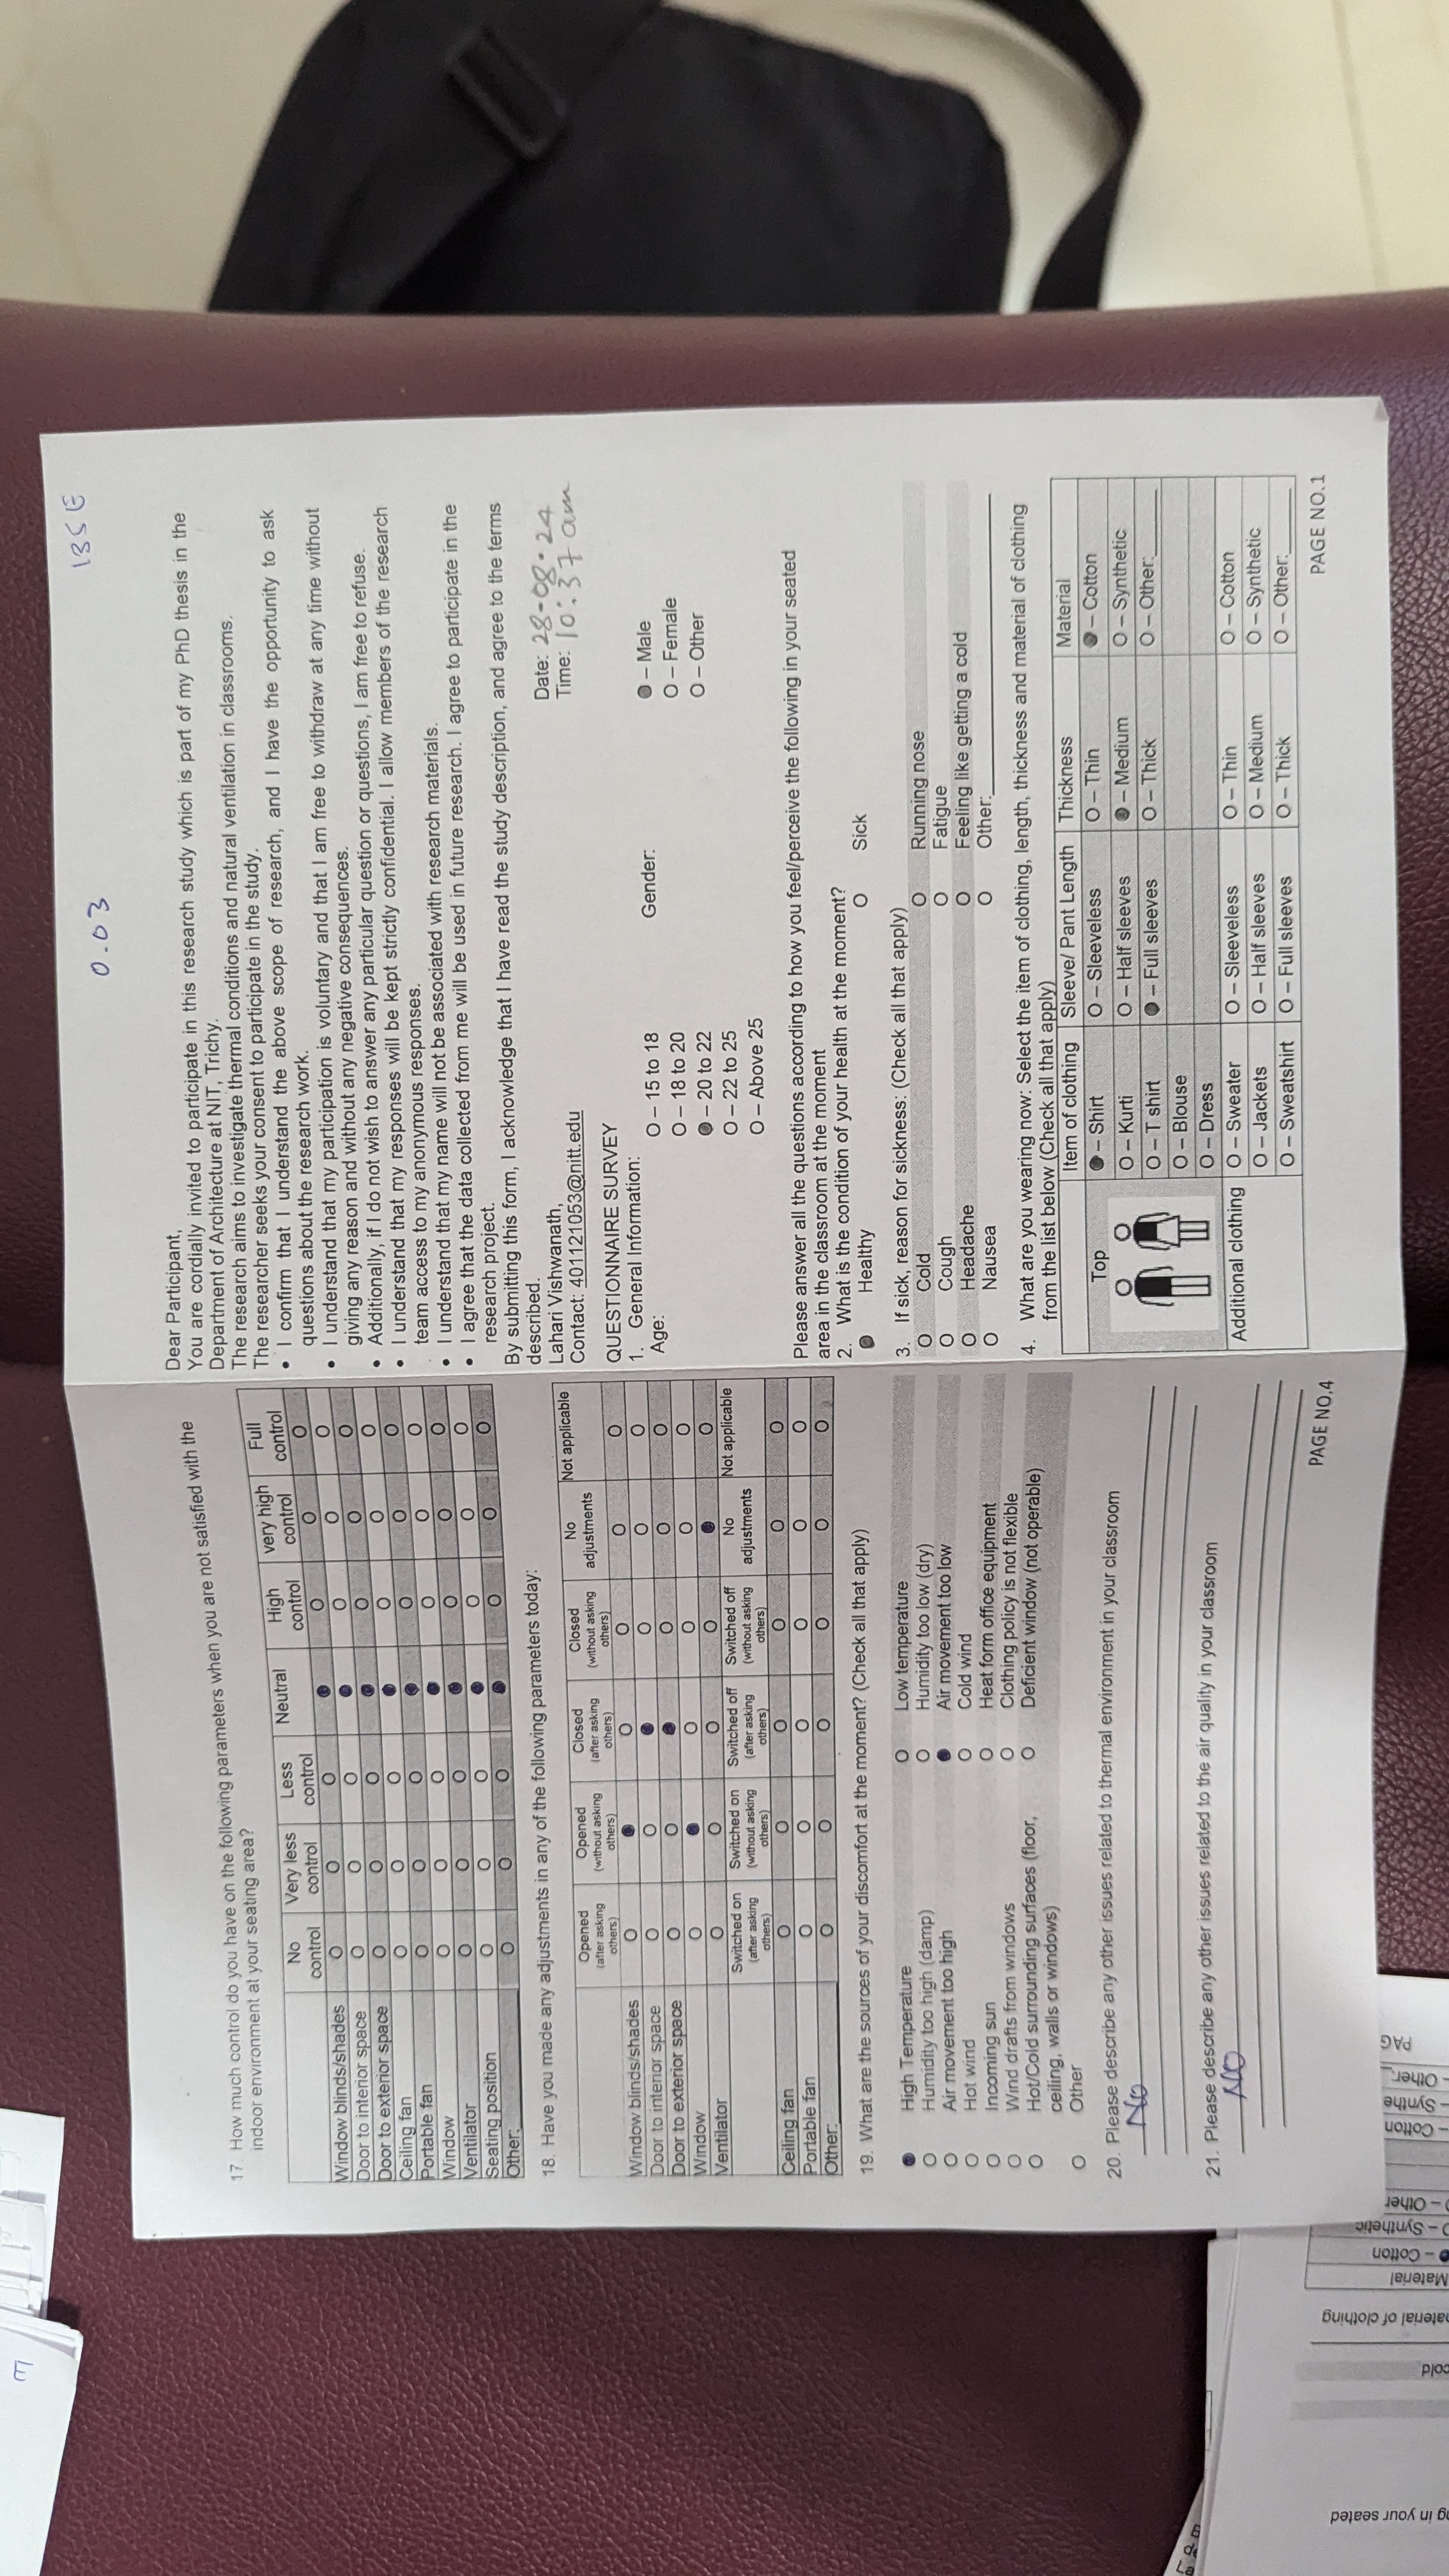 0.03
135 E
Dear Participant,
You are cordially invited to participate in this research study which is part of my PhD thesis in the
Department of Architecture at NIT, Trichy.
The research aims to investigate thermal conditions and natural ventilation in classrooms.
The researcher seeks your consent to participate in the study.
• I confirm that I understand the above scope of research, and I have the opportunity to ask
questions about the research work.
• I understand that my participation is voluntary and that I am free to withdraw at any time without
giving any reason and without any negative consequences.
• Additionally, if I do not wish to answer any particular question or questions, I am free to refuse.
• I understand that my responses will be kept strictly confidential. I allow members of the research
team access to my anonymous responses.
• I understand that my name will not be associated with research materials.
• I agree that the data collected from me will be used in future research. I agree to participate in the
research project.
By submitting this form, I acknowledge that I have read the study description, and agree to the terms
described.
Lahari Vishwanath,
Contact: 401121053@nitt.edu
Date: 28-08-24
Time: 10:37 am
QUESTIONNAIRE SURVEY
1. General Information:
Age:
O – 15 to 18
O – 18 to 20
● – 20 to 22
O – 22 to 25
O – Above 25
Gender:
● – Male
O – Female
O – Other
Please answer all the questions according to how you feel/perceive the following in your seated
area in the classroom at the moment
2. What is the condition of your health at the moment?
● Healthy O Sick
3. If sick, reason for sickness: (Check all that apply)
O Cold O Running nose
O Cough O Fatigue
O Headache O Feeling like getting a cold
O Nausea O Other:
4. What are you wearing now: Select the item of clothing, length, thickness and material of clothing
from the list below (Check all that apply)
Item of clothing Sleeve/ Pant Length Thickness Material
Top ● – Shirt O – Sleeveless O – Thin ● – Cotton
O – Kurti O – Half sleeves ● – Medium O – Synthetic
O – T shirt ● – Full sleeves O – Thick O – Other:
O – Blouse
O – Dress
Additional clothing O – Sweater O – Sleeveless O – Thin O – Cotton
O – Jackets O – Half sleeves O – Medium O – Synthetic
O – Sweatshirt O – Full sleeves O – Thick O – Other:
PAGE NO.1
17. How much control do you have on the following parameters when you are not satisfied with the
indoor environment at your seating area?
No control Very less control Less control Neutral High control very high control Full control
Window blinds/shades O O O ● O O O
Door to interior space O O O ● O O O
Door to exterior space O O O ● O O O
Ceiling fan O O O ● O O O
Portable fan O O O ● O O O
Window O O O ● O O O
Ventilator O O O ● O O O
Seating position O O O ● O O O
Other: O O O ● O O O
18. Have you made any adjustments in any of the following parameters today:
Opened (after asking others) Opened (without asking others) Closed (after asking others) Closed (without asking others) No adjustments Not applicable
Window blinds/shades O ● O O O O
Door to interior space O O ● O O O
Door to exterior space O O ● O O O
Window O ● O O O O
Ventilator O O O O ● O
Switched on (after asking others) Switched on (without asking others) Switched off (after asking others) Switched off (without asking others) No adjustments Not applicable
Ceiling fan O O O O O O
Portable fan O O O O O O
Other: O O O O O O
19. What are the sources of your discomfort at the moment? (Check all that apply)
● High Temperature O Low temperature
O Humidity too high (damp) O Humidity too low (dry)
O Air movement too high ● Air movement too low
O Hot wind O Cold wind
O Incoming sun O Heat form office equipment
O Wind drafts from windows O Clothing policy is not flexible
O Hot/Cold surrounding surfaces (floor, O Deficient window (not operable)
ceiling, walls or windows)
O Other
20. Please describe any other issues related to thermal environment in your classroom
No
21. Please describe any other issues related to the air quality in your classroom
No
PAGE NO.4
E
PAG
– Other:
– Synthe
– Cotton
– Other
– Synthetic
● – Cotton
Material
aterial of clothing
cold
ng in your seated